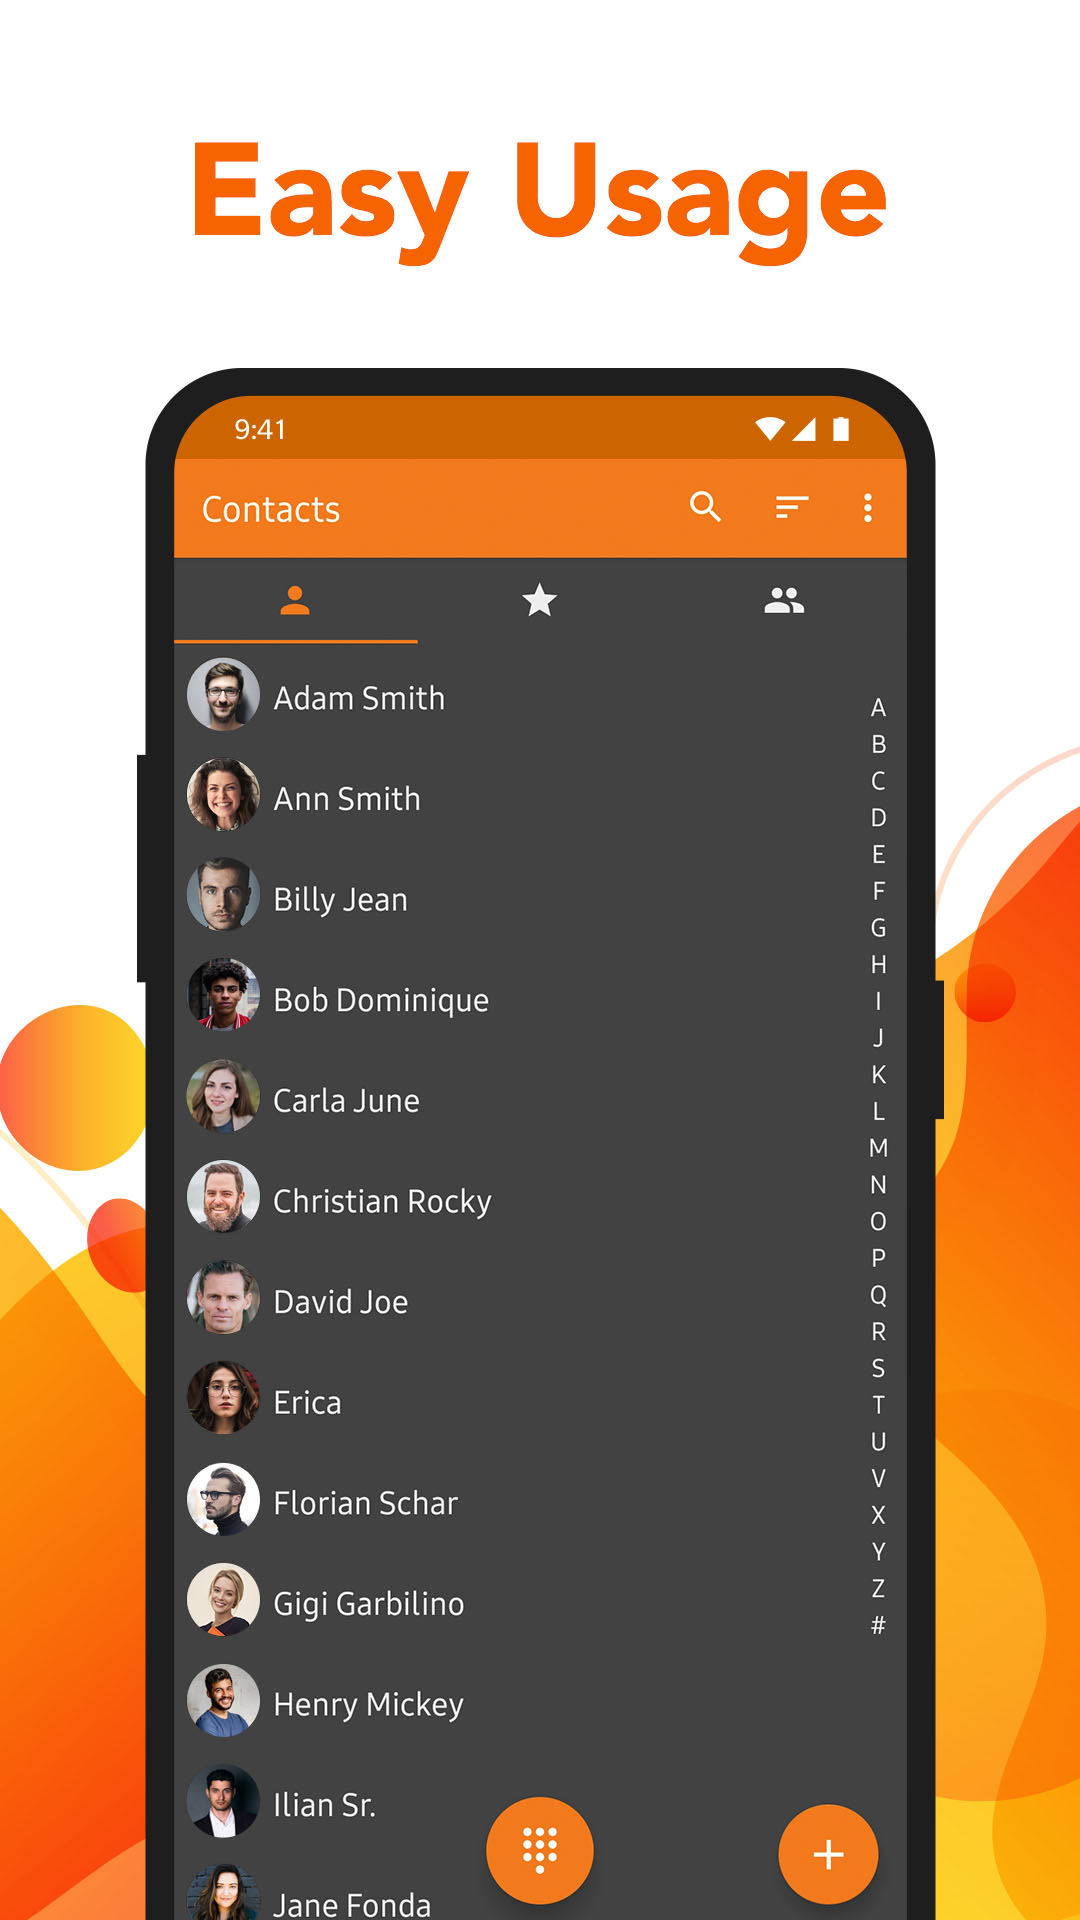 Easy Usage
9:41
Contacts
Adam Smith
Ann Smith
Billy Jean
Bob Dominique
Carla June
Christian Rocky
David Joe
Erica
Florian Schar
Gigi Garbilino
Henry Mickey
Ilian Sr.
Jane Fonda
A
B
C
D
E
F
G
H
I
J
K
L
M
N
O
P
Q
R
S
T
U
V
X
Y
Z
#